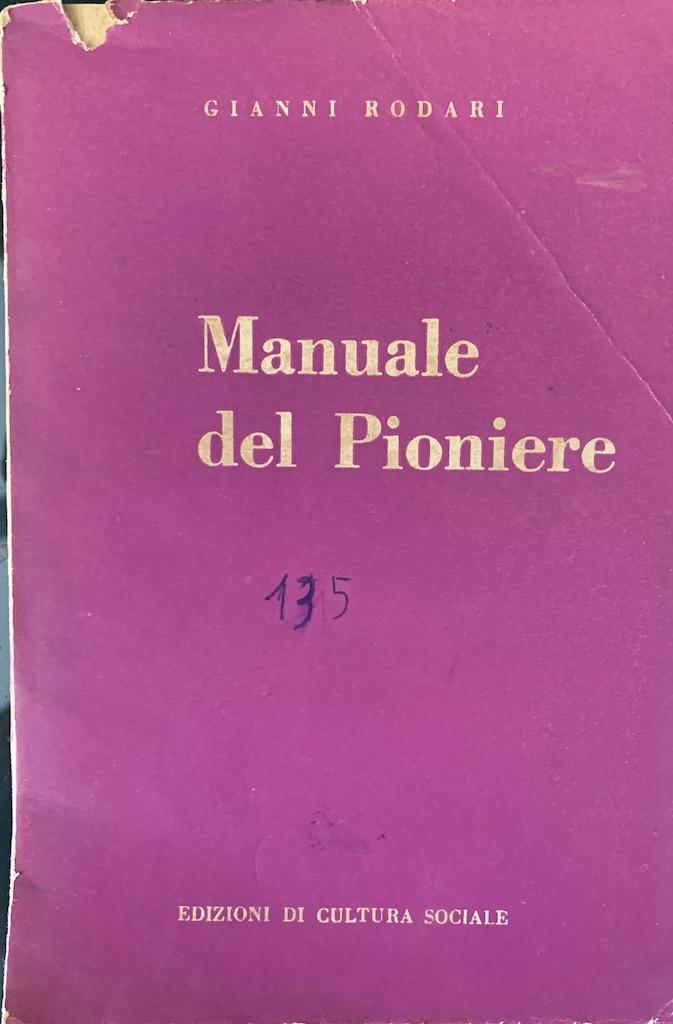 GIANNI RODARI
Manuale
del Pioniere
135
EDIZIONI DI CULTURA SOCIALE